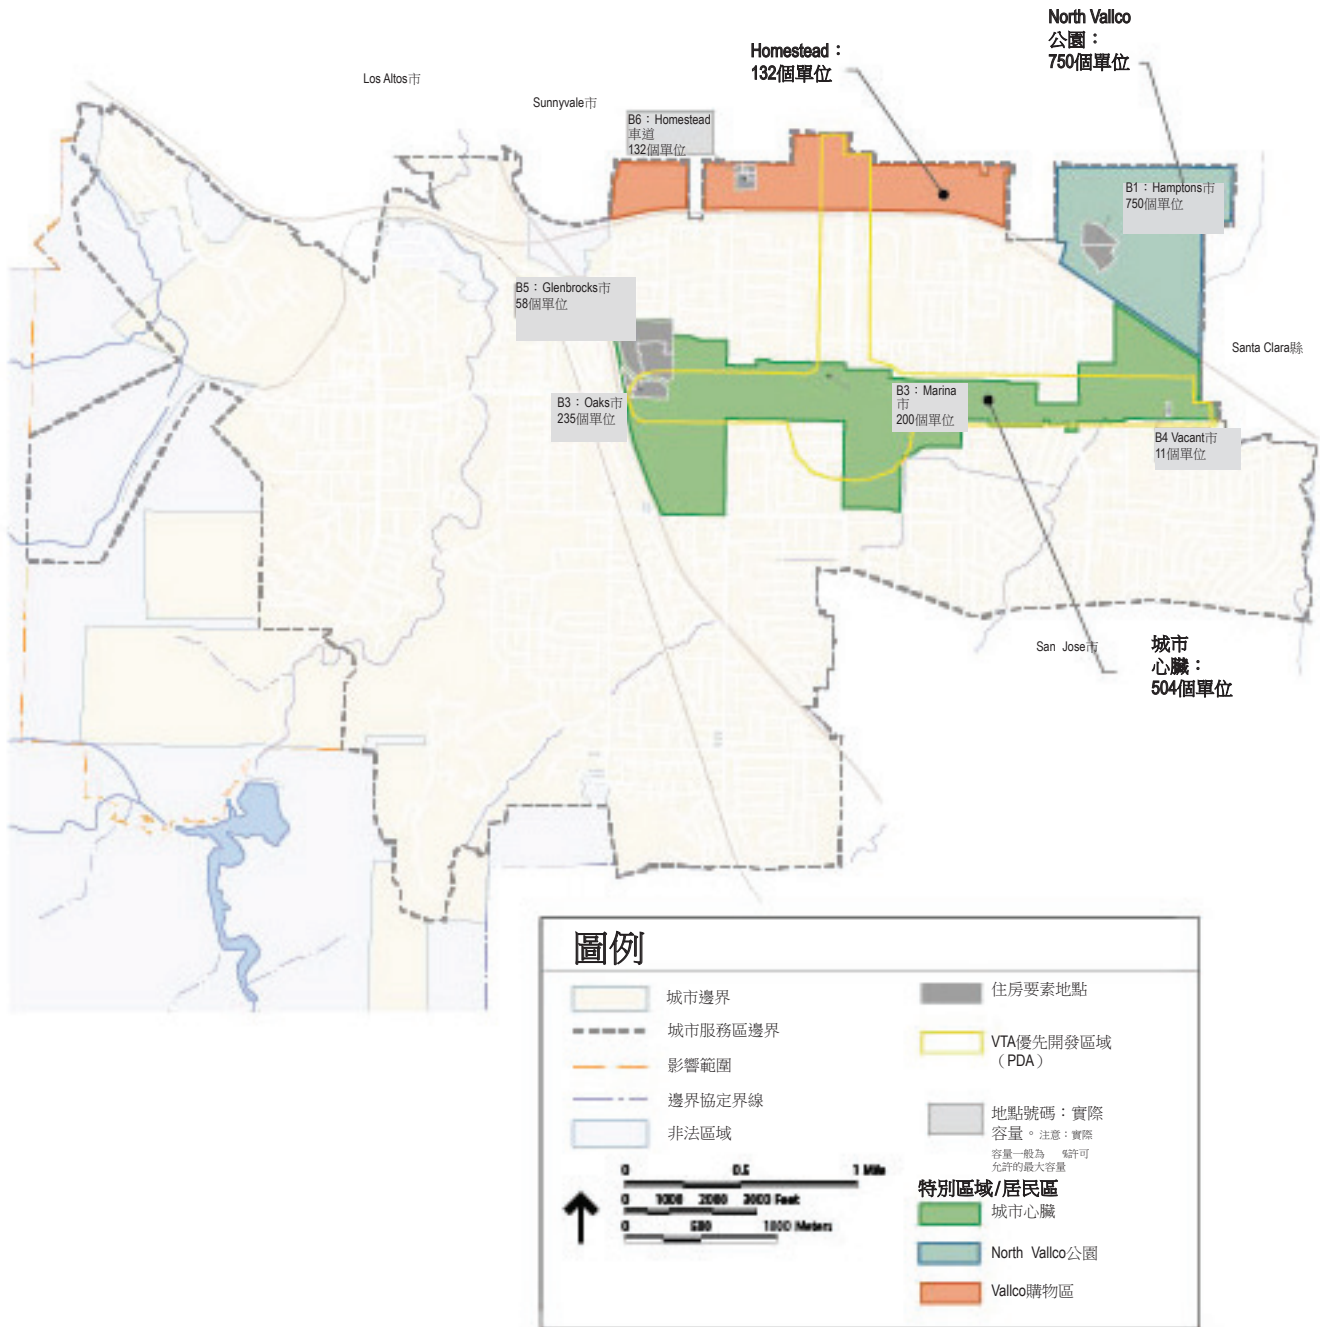 North Vallco
公園：
750個單位
Homestead：
132個單位
Los Altos市
Sunnyvale市
B6：Homestead
車道
132個單位
B1：Hamptons市
750個單位
B5：Glenbrocks市
58個單位
Santa Clara縣
B3：Oaks市
235個單位
B3：Marina
市
200個單位
B4 Vacant市
11個單位
San Jose市
城市
心臟：
504個單位
圖例
城市邊界
城市服務區邊界
影響範圍
邊界協定界線
非法區域
0 0.5 1 Mile
0 1000 2000 3000 Feet
0 500 1000 Meters
住房要素地點
VTA優先開發區域
（PDA）
地點號碼：實際
容量。注意：實際
容量一般為 %許可
允許的最大容量
特別區域/居民區
城市心臟
North Vallco公園
Vallco購物區